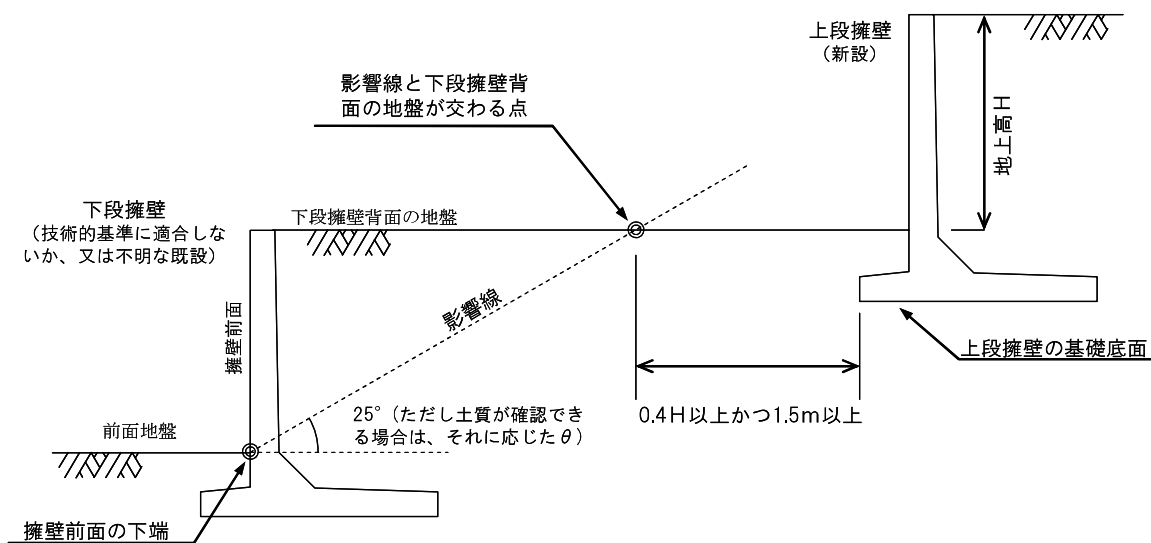 上段擁壁
（新設）
影響線と下段擁壁背
面の地盤が交わる点
地上高H
下段擁壁
（技術的基準に適合しな
いか、又は不明な既設）
下段擁壁背面の地盤
影響線
擁壁前面
上段擁壁の基礎底面
25°（ただし土質が確認でき
る場合は、それに応じたθ）
0.4H以上かつ1.5m以上
前面地盤
擁壁前面の下端